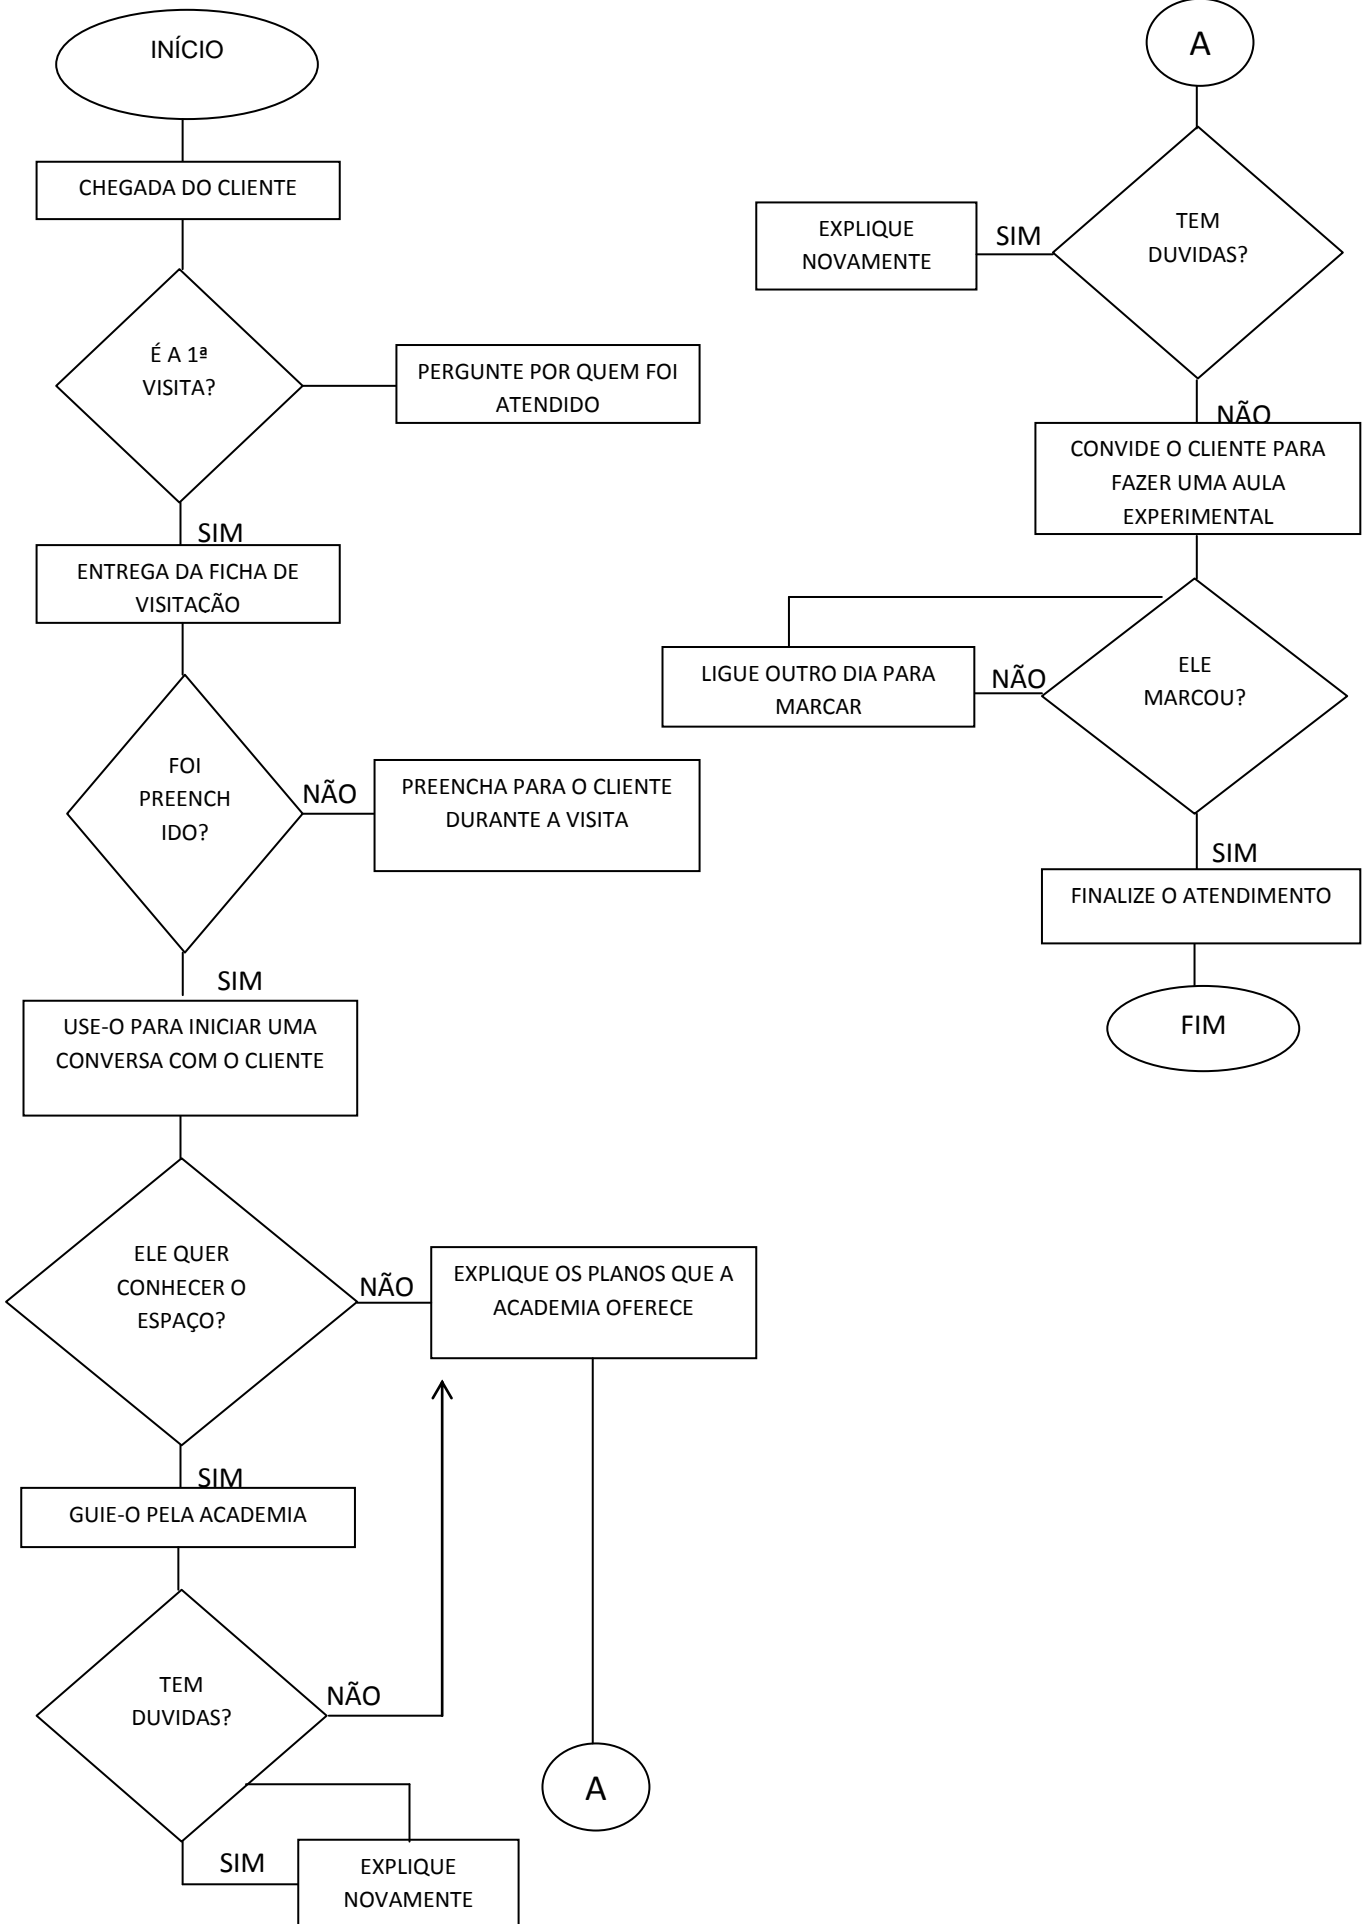 INÍCIO
CHEGADA DO CLIENTE
É A 1ª
VISITA?
PERGUNTE POR QUEM FOI
ATENDIDO
SIM
ENTREGA DA FICHA DE
VISITAÇÃO
FOI
PREENCH
IDO?
NÃO
PREENCHA PARA O CLIENTE
DURANTE A VISITA
SIM
USE-O PARA INICIAR UMA
CONVERSA COM O CLIENTE
ELE QUER
CONHECER O
ESPAÇO?
NÃO
EXPLIQUE OS PLANOS QUE A
ACADEMIA OFERECE
SIM
GUIE-O PELA ACADEMIA
TEM
DUVIDAS?
NÃO
SIM
EXPLIQUE
NOVAMENTE
A
A
TEM
DUVIDAS?
SIM
EXPLIQUE
NOVAMENTE
NÃO
CONVIDE O CLIENTE PARA
FAZER UMA AULA
EXPERIMENTAL
ELE
MARCOU?
NÃO
LIGUE OUTRO DIA PARA
MARCAR
SIM
FINALIZE O ATENDIMENTO
FIM